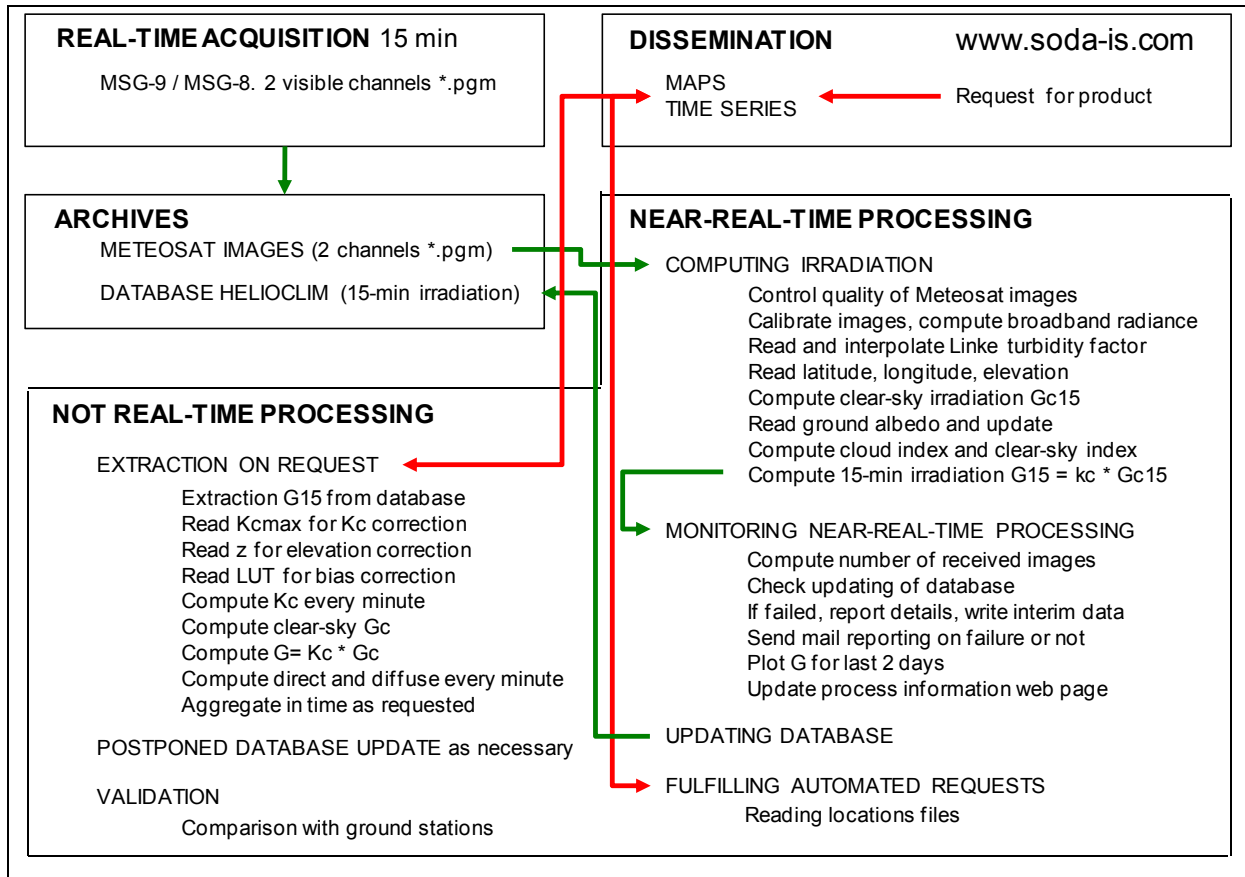 REAL-TIME ACQUISITION 15 min
MSG-9 / MSG-8. 2 visible channels *.pgm
DISSEMINATION www.soda-is.com
MAPS
TIME SERIES
Request for product
ARCHIVES
METEOSAT IMAGES (2 channels *.pgm)
DATABASE HELIOCLIM (15-min irradiation)
NEAR-REAL-TIME PROCESSING
COMPUTING IRRADIATION
Control quality of Meteosat images
Calibrate images, compute broadband radiance
Read and interpolate Linke turbidity factor
Read latitude, longitude, elevation
Compute clear-sky irradiation Gc15
Read ground albedo and update
Compute cloud index and clear-sky index
Compute 15-min irradiation G15 = kc * Gc15
MONITORING NEAR-REAL-TIME PROCESSING
Compute number of received images
Check updating of database
If failed, report details, write interim data
Send mail reporting on failure or not
Plot G for last 2 days
Update process information web page
UPDATING DATABASE
FULFILLING AUTOMATED REQUESTS
Reading locations files
NOT REAL-TIME PROCESSING
EXTRACTION ON REQUEST
Extraction G15 from database
Read Kcmax for Kc correction
Read z for elevation correction
Read LUT for bias correction
Compute Kc every minute
Compute clear-sky Gc
Compute G= Kc * Gc
Compute direct and diffuse every minute
Aggregate in time as requested
POSTPONED DATABASE UPDATE as necessary
VALIDATION
Comparison with ground stations